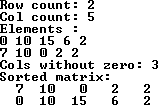 Row count: 2
Col count: 5
Elements :
0 10 15 6 2
7 10 0 2 2
Cols without zero: 3
Sorted matrix:
7 10 0 2 2
0 10 15 6 2